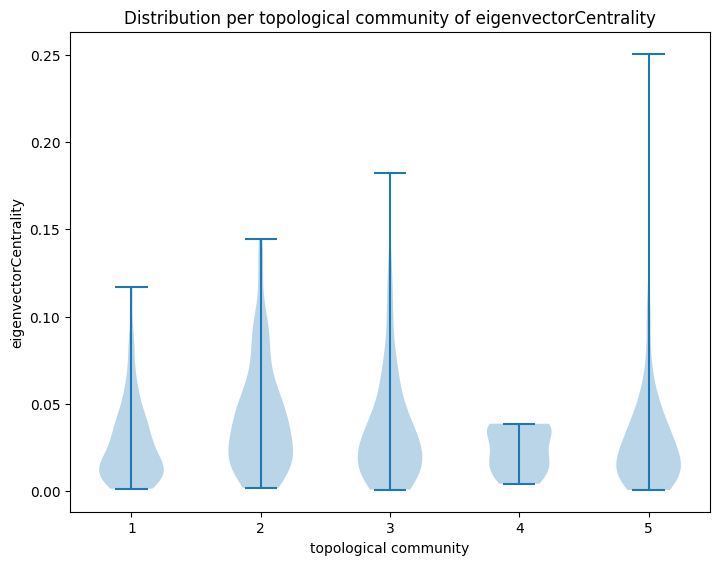 Distribution per topological community of eigenvectorCentrality
0.25
0.20
0.15
0.10
0.05
0.00
eigenvectorCentrality
1 2 3 4 5
topological community